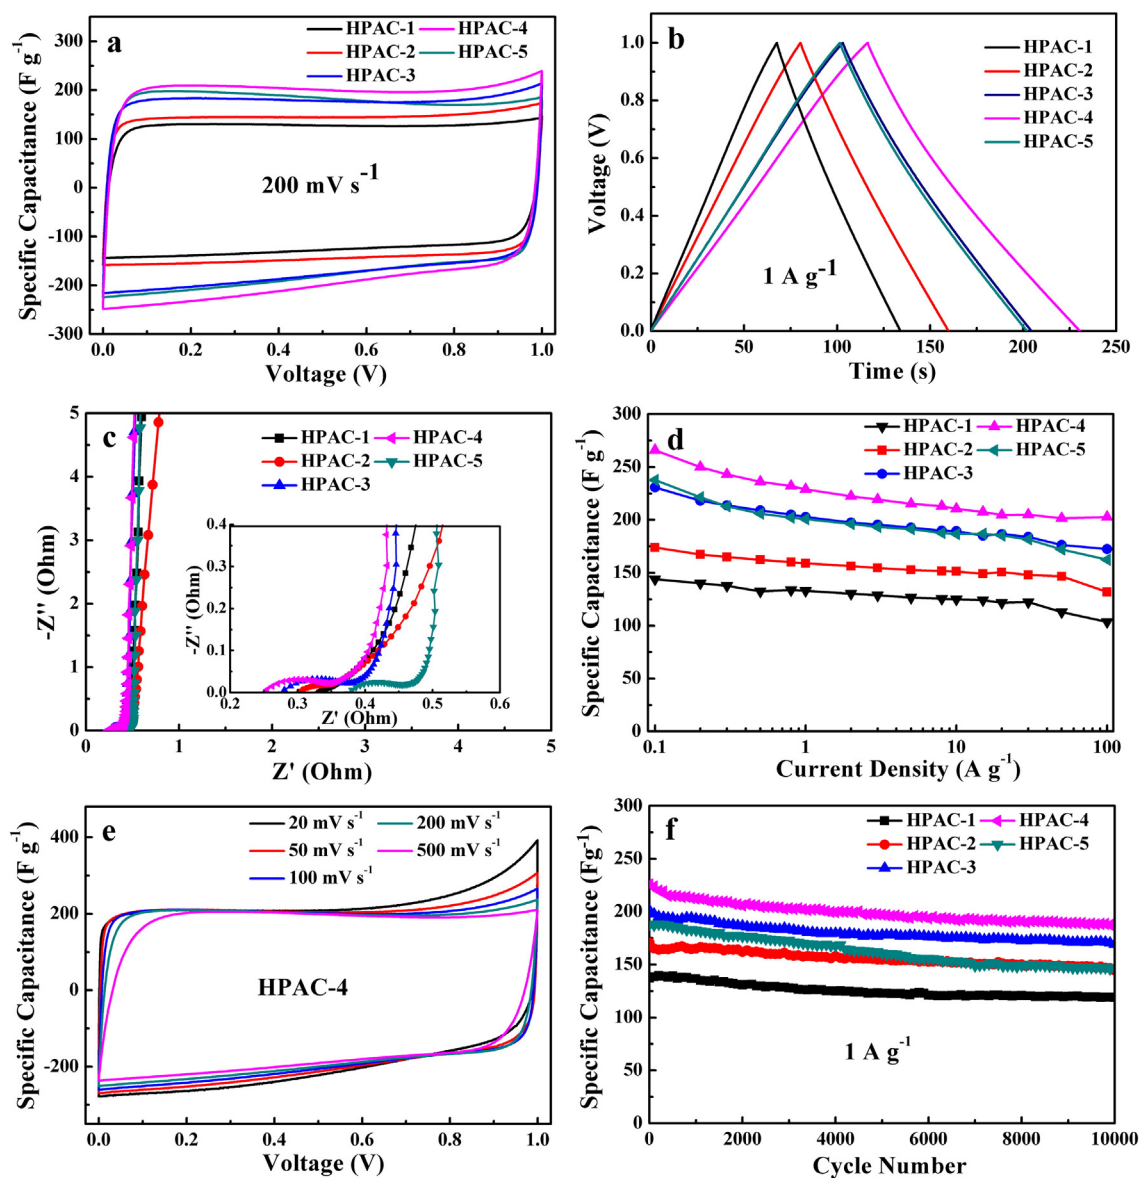 a
HPAC-1 HPAC-4
HPAC-2 HPAC-5
HPAC-3
200 mV s-1
300
200
100
0
-100
-200
-300
0.0 0.2 0.4 0.6 0.8 1.0
Voltage (V)
Specific Capacitance (F g-1)
b
HPAC-1
HPAC-2
HPAC-3
HPAC-4
HPAC-5
1 A g-1
1.0
0.8
0.6
0.4
0.2
0.0
0 50 100 150 200 250
Time (s)
Voltage (V)
c
HPAC-1 HPAC-4
HPAC-2 HPAC-5
HPAC-3
5
4
3
2
1
0
1 2 3 4 5
Z' (Ohm)
-Z'' (Ohm)
0.4
0.3
0.2
0.1
0.0
0.2 0.3 0.4 0.5 0.6
Z' (Ohm)
-Z'' (Ohm)
d
HPAC-1 HPAC-4
HPAC-2 HPAC-5
HPAC-3
300
250
200
150
100
50
0
0.1 1 10 100
Current Density (A g-1)
Specific Capacitance (F g-1)
e
20 mV s-1 200 mV s-1
50 mV s-1 500 mV s-1
100 mV s-1
HPAC-4
400
200
0
-200
0.0 0.2 0.4 0.6 0.8 1.0
Voltage (V)
Specific Capacitance (F g-1)
f
HPAC-1 HPAC-4
HPAC-2 HPAC-5
HPAC-3
1 A g-1
300
250
200
150
100
50
0
0 2000 4000 6000 8000 10000
Cycle Number
Specific Capacitance (Fg-1)